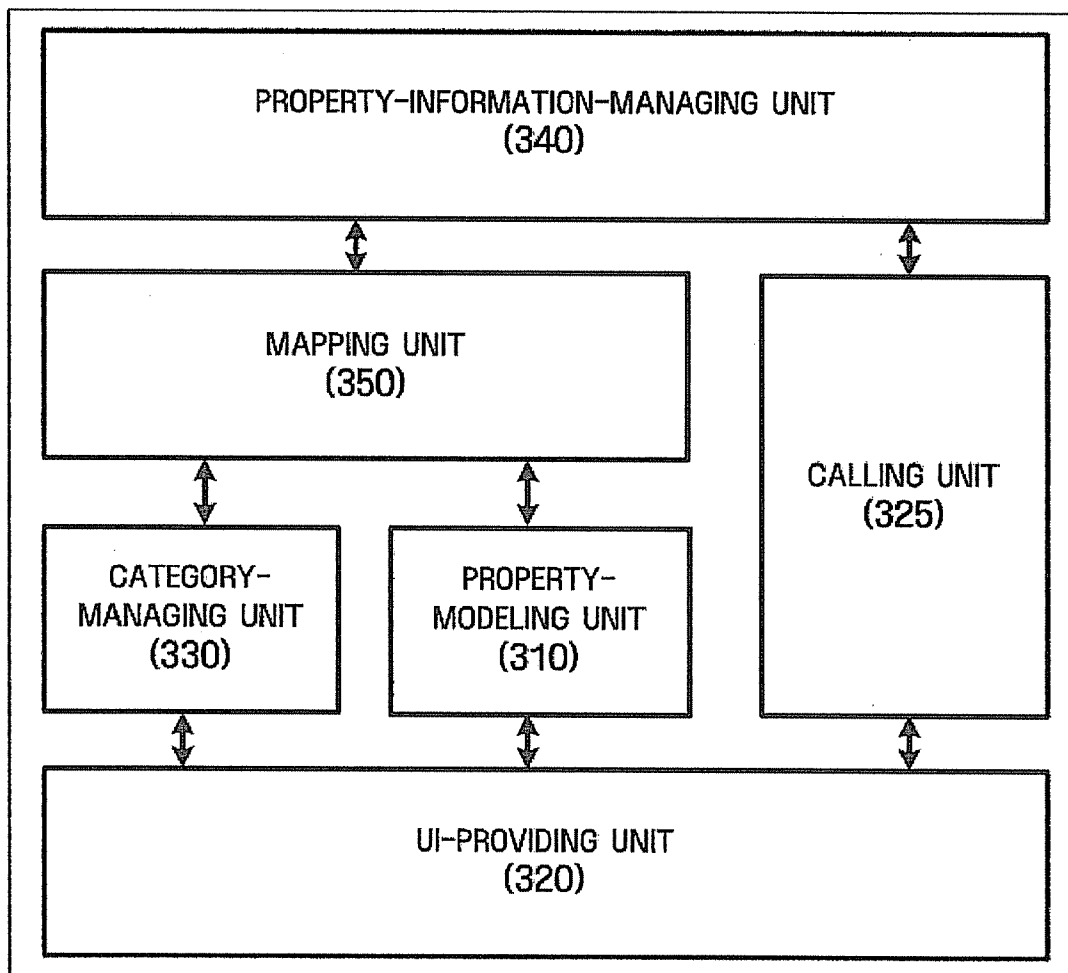 PROPERTY-INFORMATION-MANAGING UNIT
(340)
MAPPING UNIT
(350)
CALLING UNIT
(325)
CATEGORY-
MANAGING UNIT
(330)
PROPERTY-
MODELING UNIT
(310)
UI-PROVIDING UNIT
(320)